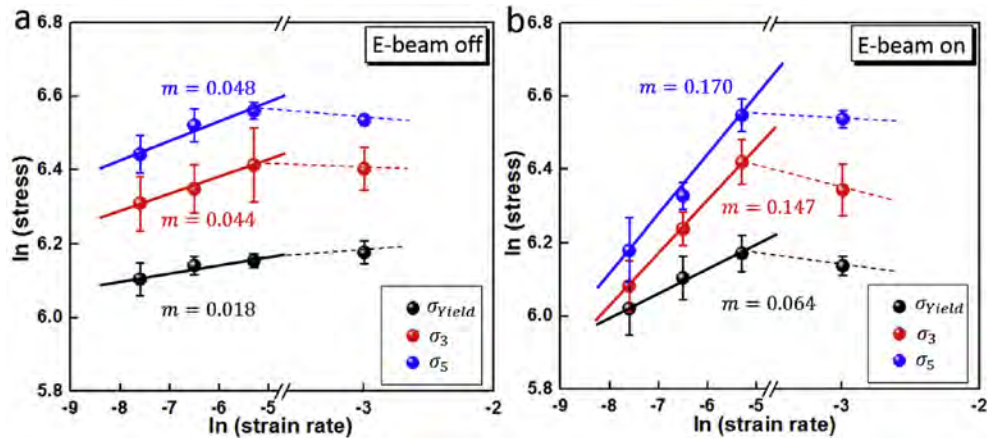 a
E-beam off
ln (stress)
6.8
6.6
6.4
6.2
6.0
5.8
m = 0.048
m = 0.044
m = 0.018
σYield
σ3
σ5
-9 -8 -7 -6 -5 -3 -2
ln (strain rate)
b
E-beam on
ln (stress)
6.8
6.6
6.4
6.2
6.0
5.8
m = 0.170
m = 0.147
m = 0.064
σYield
σ3
σ5
-9 -8 -7 -6 -5 -3 -2
ln (strain rate)